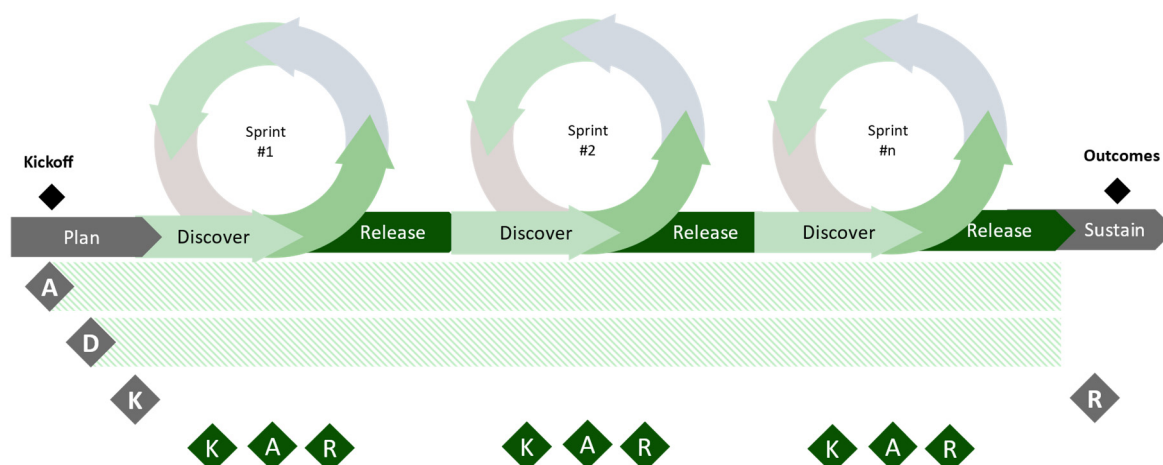 Sprint
#1
Sprint
#2
Sprint
#n
Kickoff
Outcomes
Plan
Discover
Release
Discover
Release
Discover
Release
Sustain
A
D
K
R
K
A
R
K
A
R
K
A
R